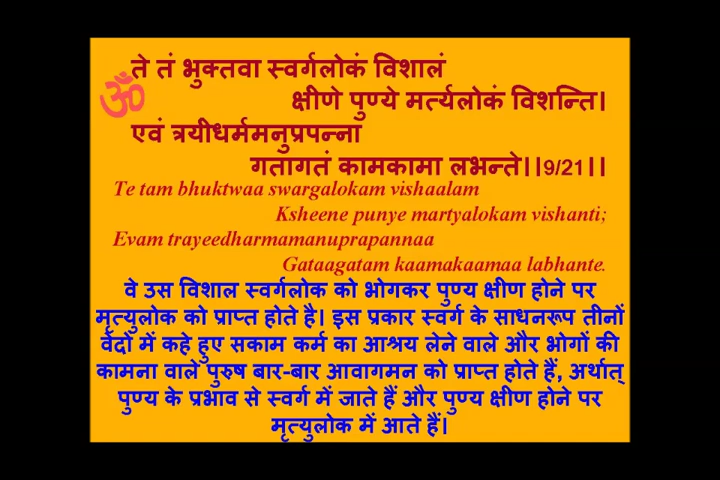 ॐ
ते तं भुक्तवा स्वर्गलोकं विशालं
क्षीणे पुण्ये मर्त्यलोकं विशन्ति।
एवं त्रयीधर्ममनुप्रपन्ना
गतागतं कामकामा लभन्ते।।9/21।।
Te tam bhuktwaa swargalokam vishaalam
Ksheene punye martyalokam vishanti;
Evam trayeedharmamanuprapannaa
Gataagatam kaamakaamaa labhante.
वे उस विशाल स्वर्गलोक को भोगकर पुण्य क्षीण होने पर
मृत्युलोक को प्राप्त होते है। इस प्रकार स्वर्ग के साधनरूप तीनों
वेदो में कहे हुए सकाम कर्म का आश्रय लेने वाले और भोगों की
कामना वाले पुरुष बार-बार आवागमन को प्राप्त होते हैं, अर्थात्
पुण्य के प्रभाव से स्वर्ग में जाते हैं और पुण्य क्षीण होने पर
मृत्युलोक में आते हैं।